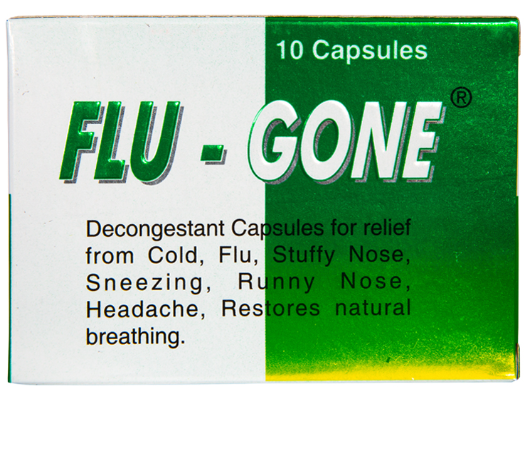 10 Capsules
FLU - GONE®
Decongestant Capsules for relief
from Cold, Flu, Stuffy Nose,
Sneezing, Runny Nose,
Headache, Restores natural
breathing.